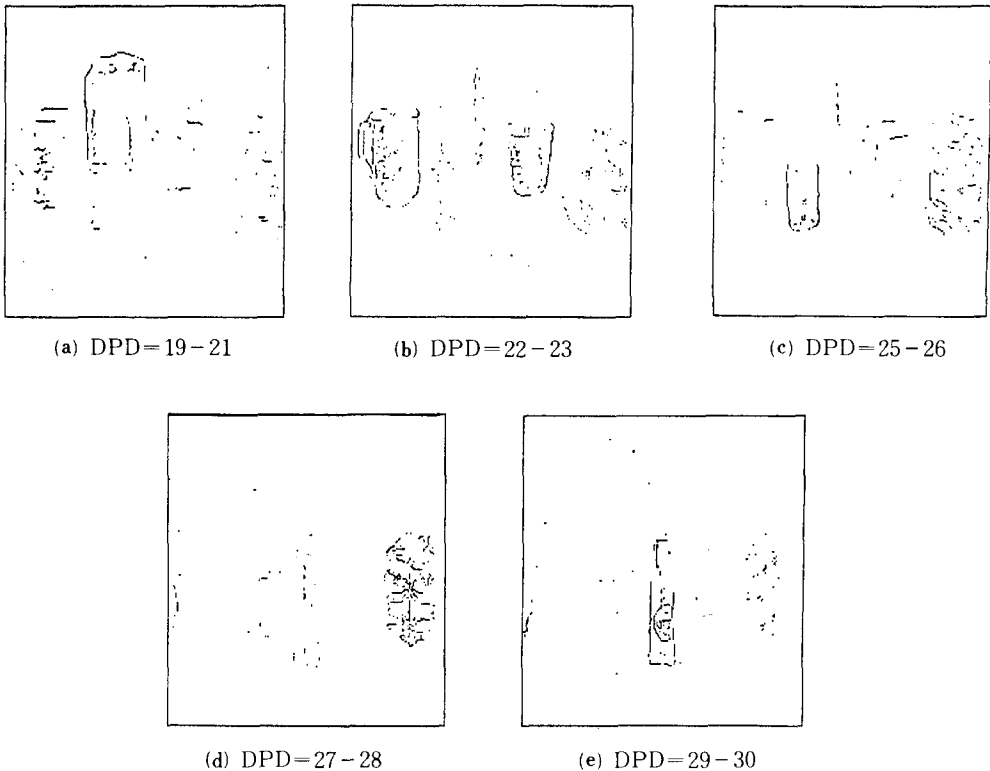 (a) DPD=19-21
(b) DPD=22-23
(c) DPD=25-26
(d) DPD=27-28
(e) DPD=29-30